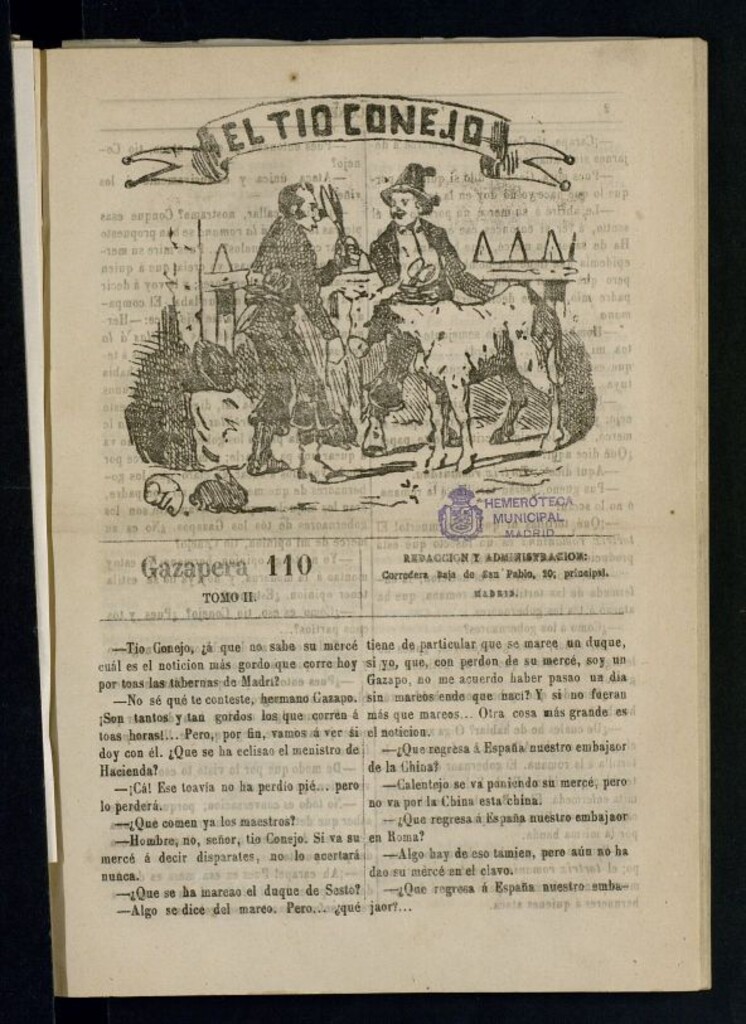 EL TIO CONEJO
HEMEROTECA
MUNICIPAL
MADRID
Gazapera 110
TOMO II.
REDACCION Y ADMINISTRACION:
Corredera Baja de San Pablo, 20, principal.
MADRID.
—Tio Conejo, ¿á que no sabe su mercé
cuál es el noticion más gordo que corre hoy
por toas las tabernas de Madri?
—No sé qué te conteste, hermano Gazapo.
¡Son tantos y tan gordos los que corren á
toas horas!... Pero, por fin, vamos á ver si
doy con él. ¿Que se ha eclisao el menistro de
Hacienda?
—¡Cá! Ese toavía no ha perdío pié... pero
lo perderá.
—¿Que comen ya los maestros?
—Hombre, no, señor, tio Conejo. Si va su
mercé á decir disparates, no lo acertará
nunca.
—¿Que se ha mareao el duque de Sesto?
—Algo se dice del mareo. Pero... ¿qué
tiene de particular que se maree un duque,
si yo, que, con perdon de su mercé, soy un
Gazapo, no me acuerdo haber pasao un dia
sin mareos ende que nací? Y si no fueran
más que mareos... Otra cosa más grande es
el noticion.
—¿Que regresa á España nuestro embajaor
de la China?
—Calentejo se va poniendo su mercé, pero
no va por la China esta china.
—¿Que regresa á España nuestro embajaor
en Roma?
—Algo hay de eso tamien, pero aún no ha
dao su mercé en el clavo.
—¿Que regresa á España nuestro emba-
jaor?...